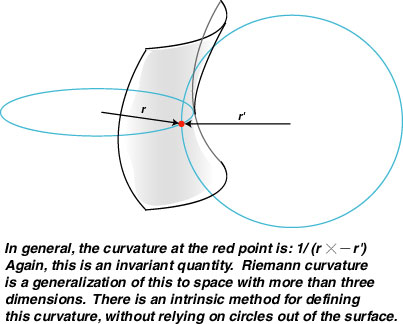 r
r'
In general, the curvature at the red point is: 1/ (r ×− r')
Again, this is an invariant quantity. Riemann curvature
is a generalization of this to space with more than three
dimensions. There is an intrinsic method for defining
this curvature, without relying on circles out of the surface.